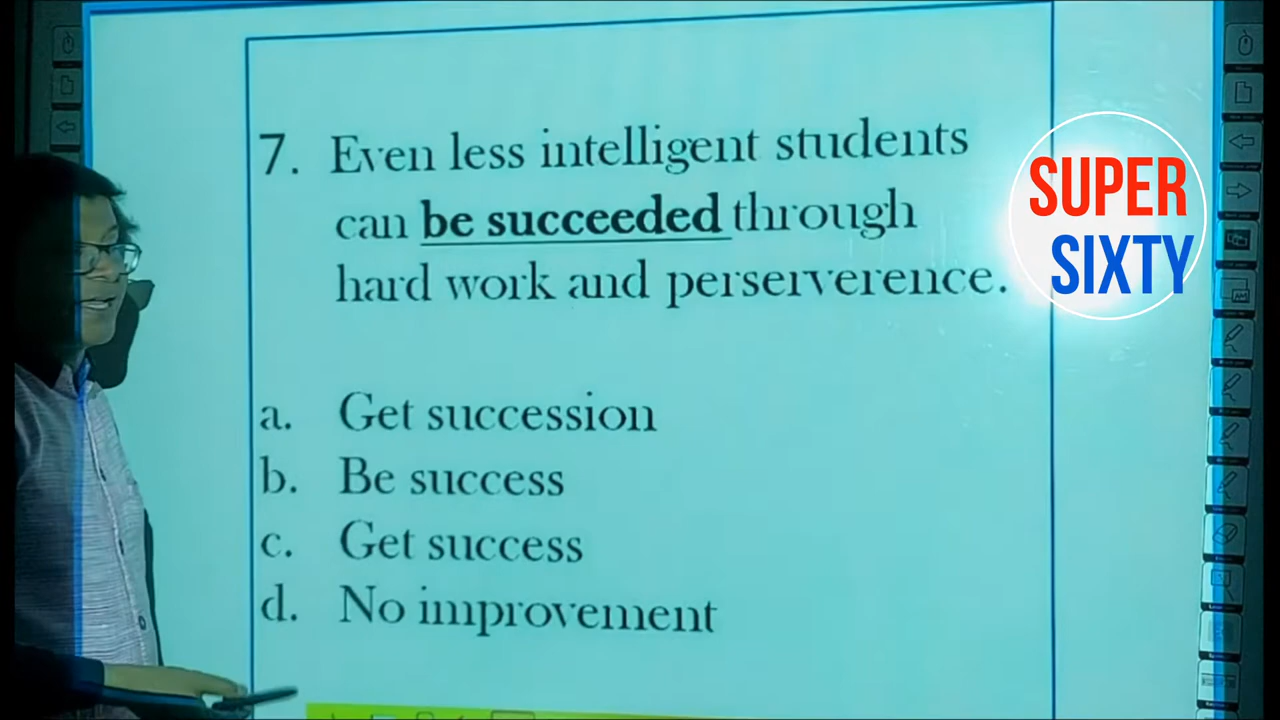 7. Even less intelligent students
can be succeeded through
hard work and perserverence.
a. Get succession
b. Be success
c. Get success
d. No improvement
SUPER
SIXTY